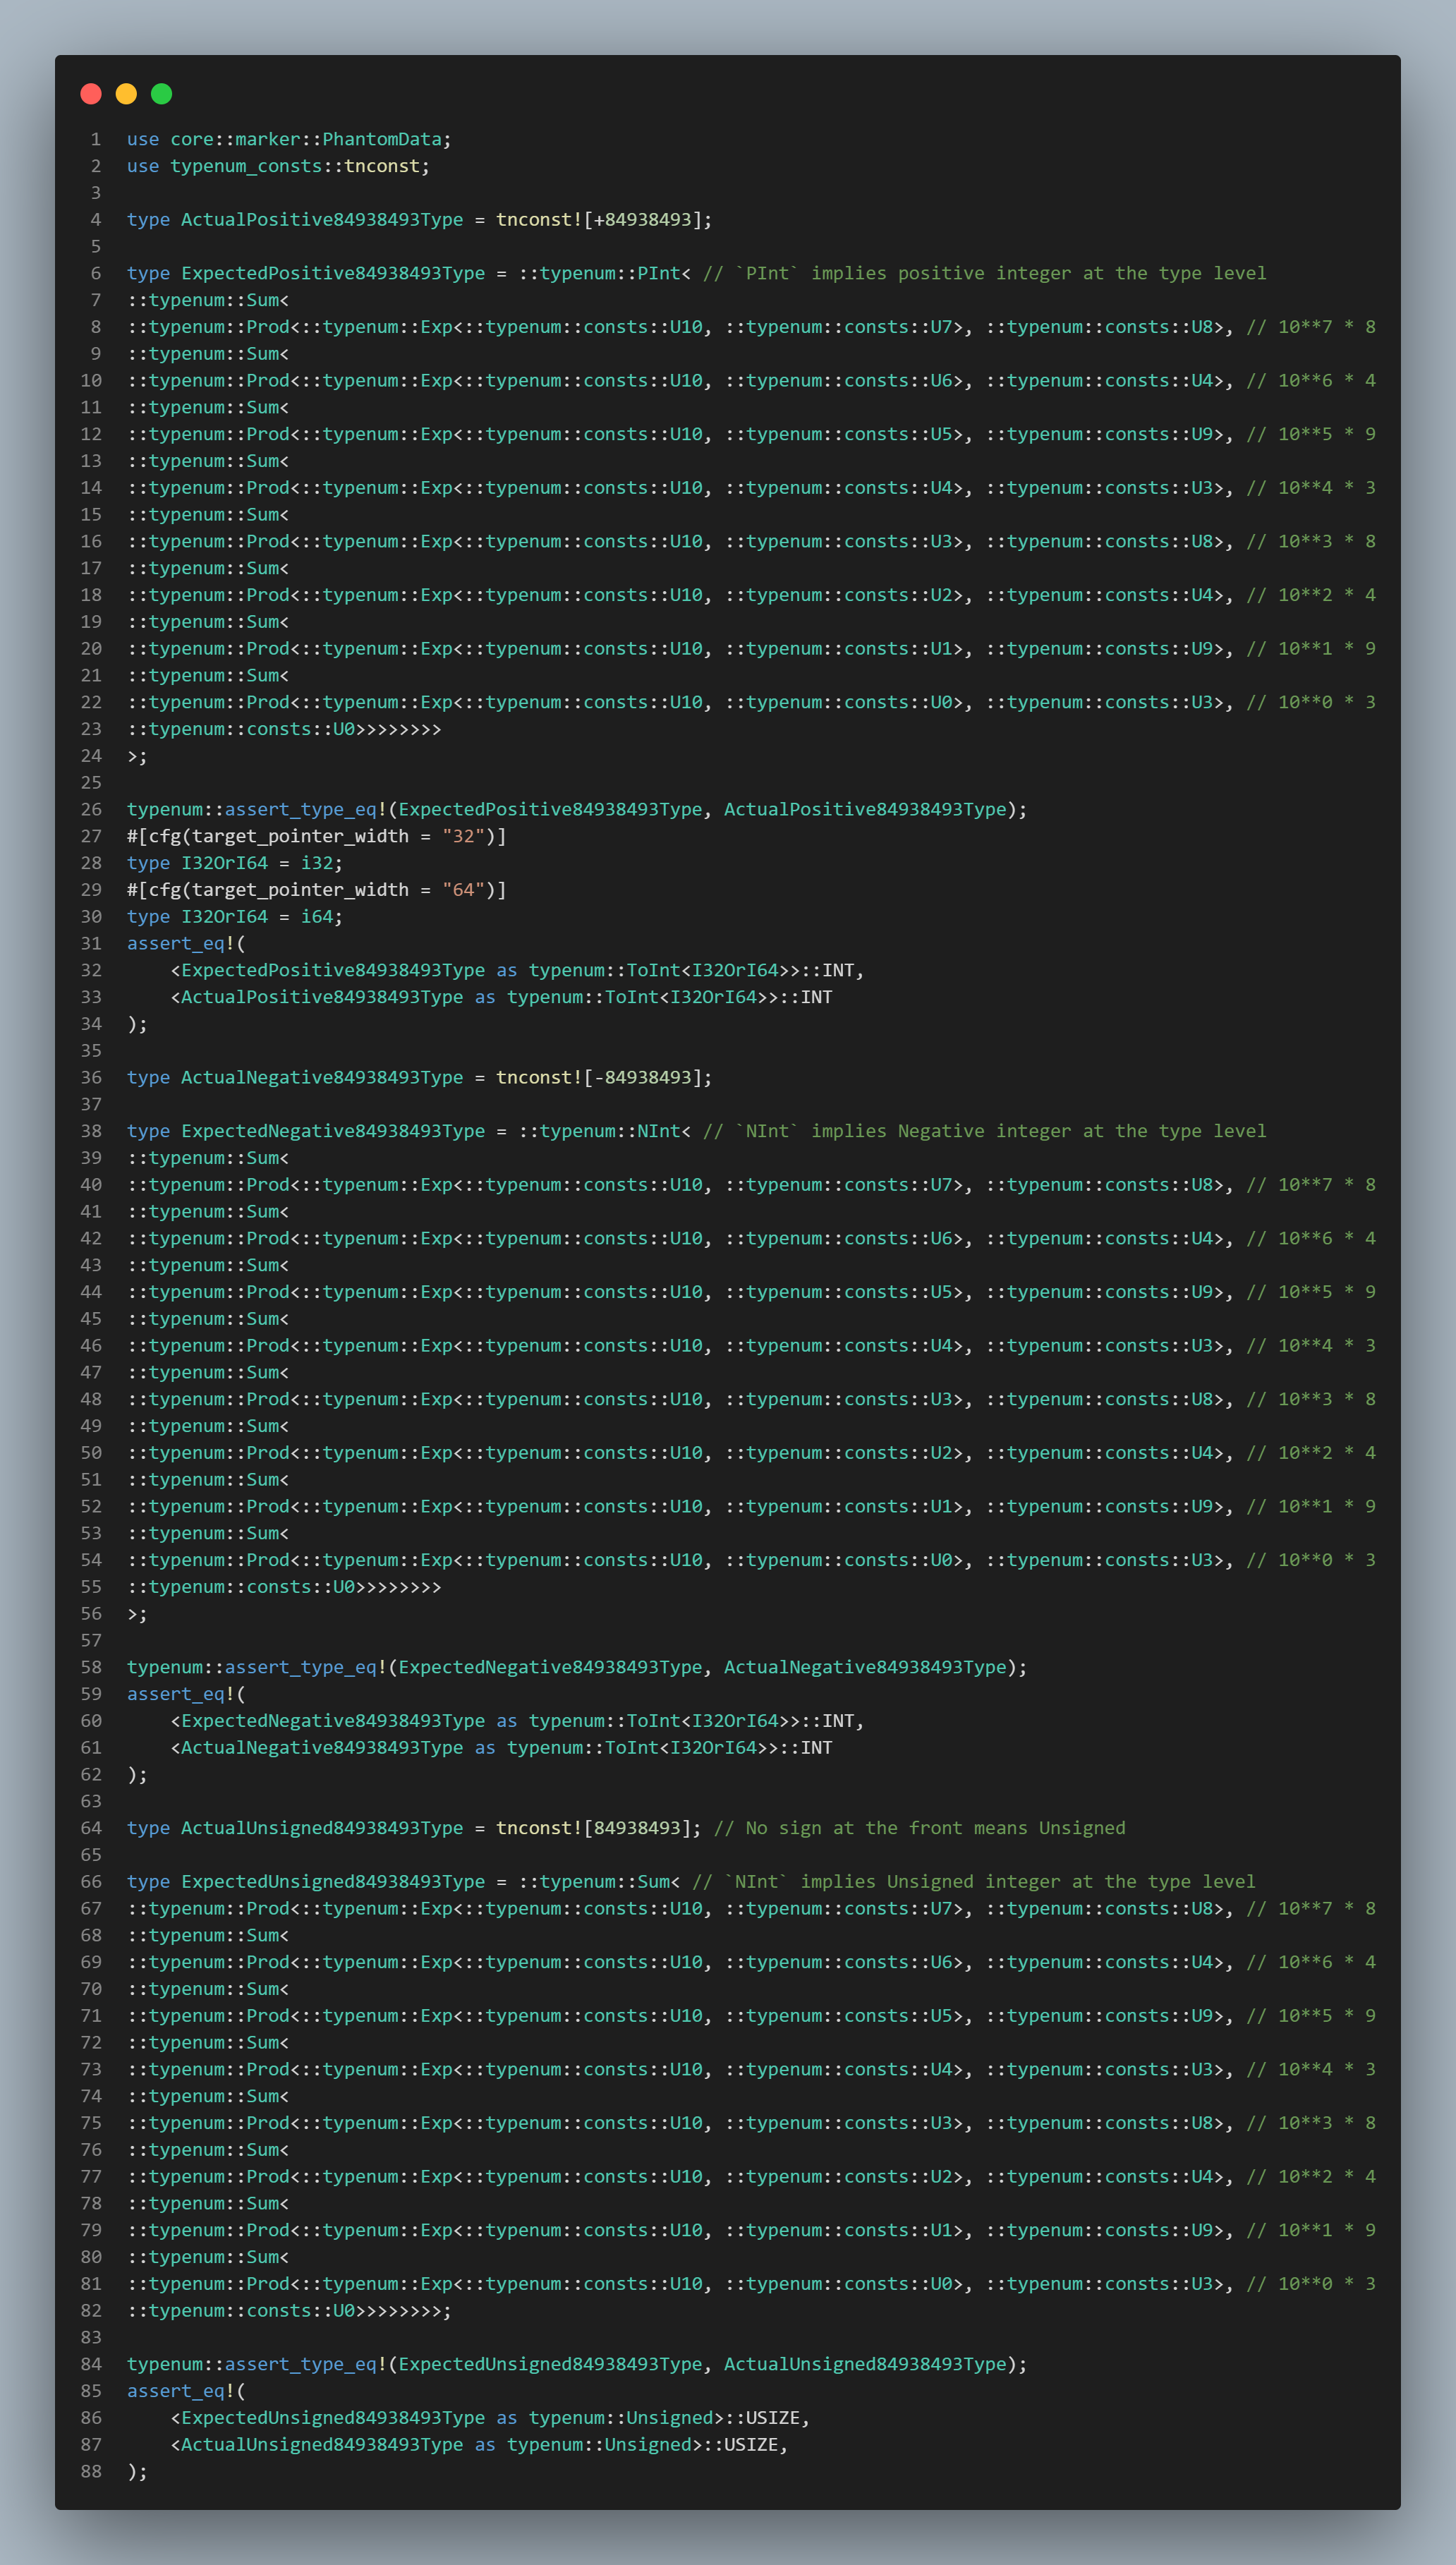 1 use core::marker::PhantomData;
2 use typenum_consts::tnconst;
3
4 type ActualPositive84938493Type = tnconst![+84938493];
5
6 type ExpectedPositive84938493Type = ::typenum::PInt< // `PInt` implies positive integer at the type level
7 ::typenum::Sum<
8 ::typenum::Prod<::typenum::Exp<::typenum::consts::U10, ::typenum::consts::U7>, ::typenum::consts::U8>, // 10**7 * 8
9 ::typenum::Sum<
10 ::typenum::Prod<::typenum::Exp<::typenum::consts::U10, ::typenum::consts::U6>, ::typenum::consts::U4>, // 10**6 * 4
11 ::typenum::Sum<
12 ::typenum::Prod<::typenum::Exp<::typenum::consts::U10, ::typenum::consts::U5>, ::typenum::consts::U9>, // 10**5 * 9
13 ::typenum::Sum<
14 ::typenum::Prod<::typenum::Exp<::typenum::consts::U10, ::typenum::consts::U4>, ::typenum::consts::U3>, // 10**4 * 3
15 ::typenum::Sum<
16 ::typenum::Prod<::typenum::Exp<::typenum::consts::U10, ::typenum::consts::U3>, ::typenum::consts::U8>, // 10**3 * 8
17 ::typenum::Sum<
18 ::typenum::Prod<::typenum::Exp<::typenum::consts::U10, ::typenum::consts::U2>, ::typenum::consts::U4>, // 10**2 * 4
19 ::typenum::Sum<
20 ::typenum::Prod<::typenum::Exp<::typenum::consts::U10, ::typenum::consts::U1>, ::typenum::consts::U9>, // 10**1 * 9
21 ::typenum::Sum<
22 ::typenum::Prod<::typenum::Exp<::typenum::consts::U10, ::typenum::consts::U0>, ::typenum::consts::U3>, // 10**0 * 3
23 ::typenum::consts::U0>>>>>>>>
24 >;
25
26 typenum::assert_type_eq!(ExpectedPositive84938493Type, ActualPositive84938493Type);
27 #[cfg(target_pointer_width = "32")]
28 type I32OrI64 = i32;
29 #[cfg(target_pointer_width = "64")]
30 type I32OrI64 = i64;
31 assert_eq!(
32     <ExpectedPositive84938493Type as typenum::ToInt<I32OrI64>>::INT,
33     <ActualPositive84938493Type as typenum::ToInt<I32OrI64>>::INT
34 );
35
36 type ActualNegative84938493Type = tnconst![-84938493];
37
38 type ExpectedNegative84938493Type = ::typenum::NInt< // `NInt` implies Negative integer at the type level
39 ::typenum::Sum<
40 ::typenum::Prod<::typenum::Exp<::typenum::consts::U10, ::typenum::consts::U7>, ::typenum::consts::U8>, // 10**7 * 8
41 ::typenum::Sum<
42 ::typenum::Prod<::typenum::Exp<::typenum::consts::U10, ::typenum::consts::U6>, ::typenum::consts::U4>, // 10**6 * 4
43 ::typenum::Sum<
44 ::typenum::Prod<::typenum::Exp<::typenum::consts::U10, ::typenum::consts::U5>, ::typenum::consts::U9>, // 10**5 * 9
45 ::typenum::Sum<
46 ::typenum::Prod<::typenum::Exp<::typenum::consts::U10, ::typenum::consts::U4>, ::typenum::consts::U3>, // 10**4 * 3
47 ::typenum::Sum<
48 ::typenum::Prod<::typenum::Exp<::typenum::consts::U10, ::typenum::consts::U3>, ::typenum::consts::U8>, // 10**3 * 8
49 ::typenum::Sum<
50 ::typenum::Prod<::typenum::Exp<::typenum::consts::U10, ::typenum::consts::U2>, ::typenum::consts::U4>, // 10**2 * 4
51 ::typenum::Sum<
52 ::typenum::Prod<::typenum::Exp<::typenum::consts::U10, ::typenum::consts::U1>, ::typenum::consts::U9>, // 10**1 * 9
53 ::typenum::Sum<
54 ::typenum::Prod<::typenum::Exp<::typenum::consts::U10, ::typenum::consts::U0>, ::typenum::consts::U3>, // 10**0 * 3
55 ::typenum::consts::U0>>>>>>>>
56 >;
57
58 typenum::assert_type_eq!(ExpectedNegative84938493Type, ActualNegative84938493Type);
59 assert_eq!(
60     <ExpectedNegative84938493Type as typenum::ToInt<I32OrI64>>::INT,
61     <ActualNegative84938493Type as typenum::ToInt<I32OrI64>>::INT
62 );
63
64 type ActualUnsigned84938493Type = tnconst![84938493]; // No sign at the front means Unsigned
65
66 type ExpectedUnsigned84938493Type = ::typenum::Sum< // `NInt` implies Unsigned integer at the type level
67 ::typenum::Prod<::typenum::Exp<::typenum::consts::U10, ::typenum::consts::U7>, ::typenum::consts::U8>, // 10**7 * 8
68 ::typenum::Sum<
69 ::typenum::Prod<::typenum::Exp<::typenum::consts::U10, ::typenum::consts::U6>, ::typenum::consts::U4>, // 10**6 * 4
70 ::typenum::Sum<
71 ::typenum::Prod<::typenum::Exp<::typenum::consts::U10, ::typenum::consts::U5>, ::typenum::consts::U9>, // 10**5 * 9
72 ::typenum::Sum<
73 ::typenum::Prod<::typenum::Exp<::typenum::consts::U10, ::typenum::consts::U4>, ::typenum::consts::U3>, // 10**4 * 3
74 ::typenum::Sum<
75 ::typenum::Prod<::typenum::Exp<::typenum::consts::U10, ::typenum::consts::U3>, ::typenum::consts::U8>, // 10**3 * 8
76 ::typenum::Sum<
77 ::typenum::Prod<::typenum::Exp<::typenum::consts::U10, ::typenum::consts::U2>, ::typenum::consts::U4>, // 10**2 * 4
78 ::typenum::Sum<
79 ::typenum::Prod<::typenum::Exp<::typenum::consts::U10, ::typenum::consts::U1>, ::typenum::consts::U9>, // 10**1 * 9
80 ::typenum::Sum<
81 ::typenum::Prod<::typenum::Exp<::typenum::consts::U10, ::typenum::consts::U0>, ::typenum::consts::U3>, // 10**0 * 3
82 ::typenum::consts::U0>>>>>>>>;
83
84 typenum::assert_type_eq!(ExpectedUnsigned84938493Type, ActualUnsigned84938493Type);
85 assert_eq!(
86     <ExpectedUnsigned84938493Type as typenum::Unsigned>::USIZE,
87     <ActualUnsigned84938493Type as typenum::Unsigned>::USIZE,
88 );